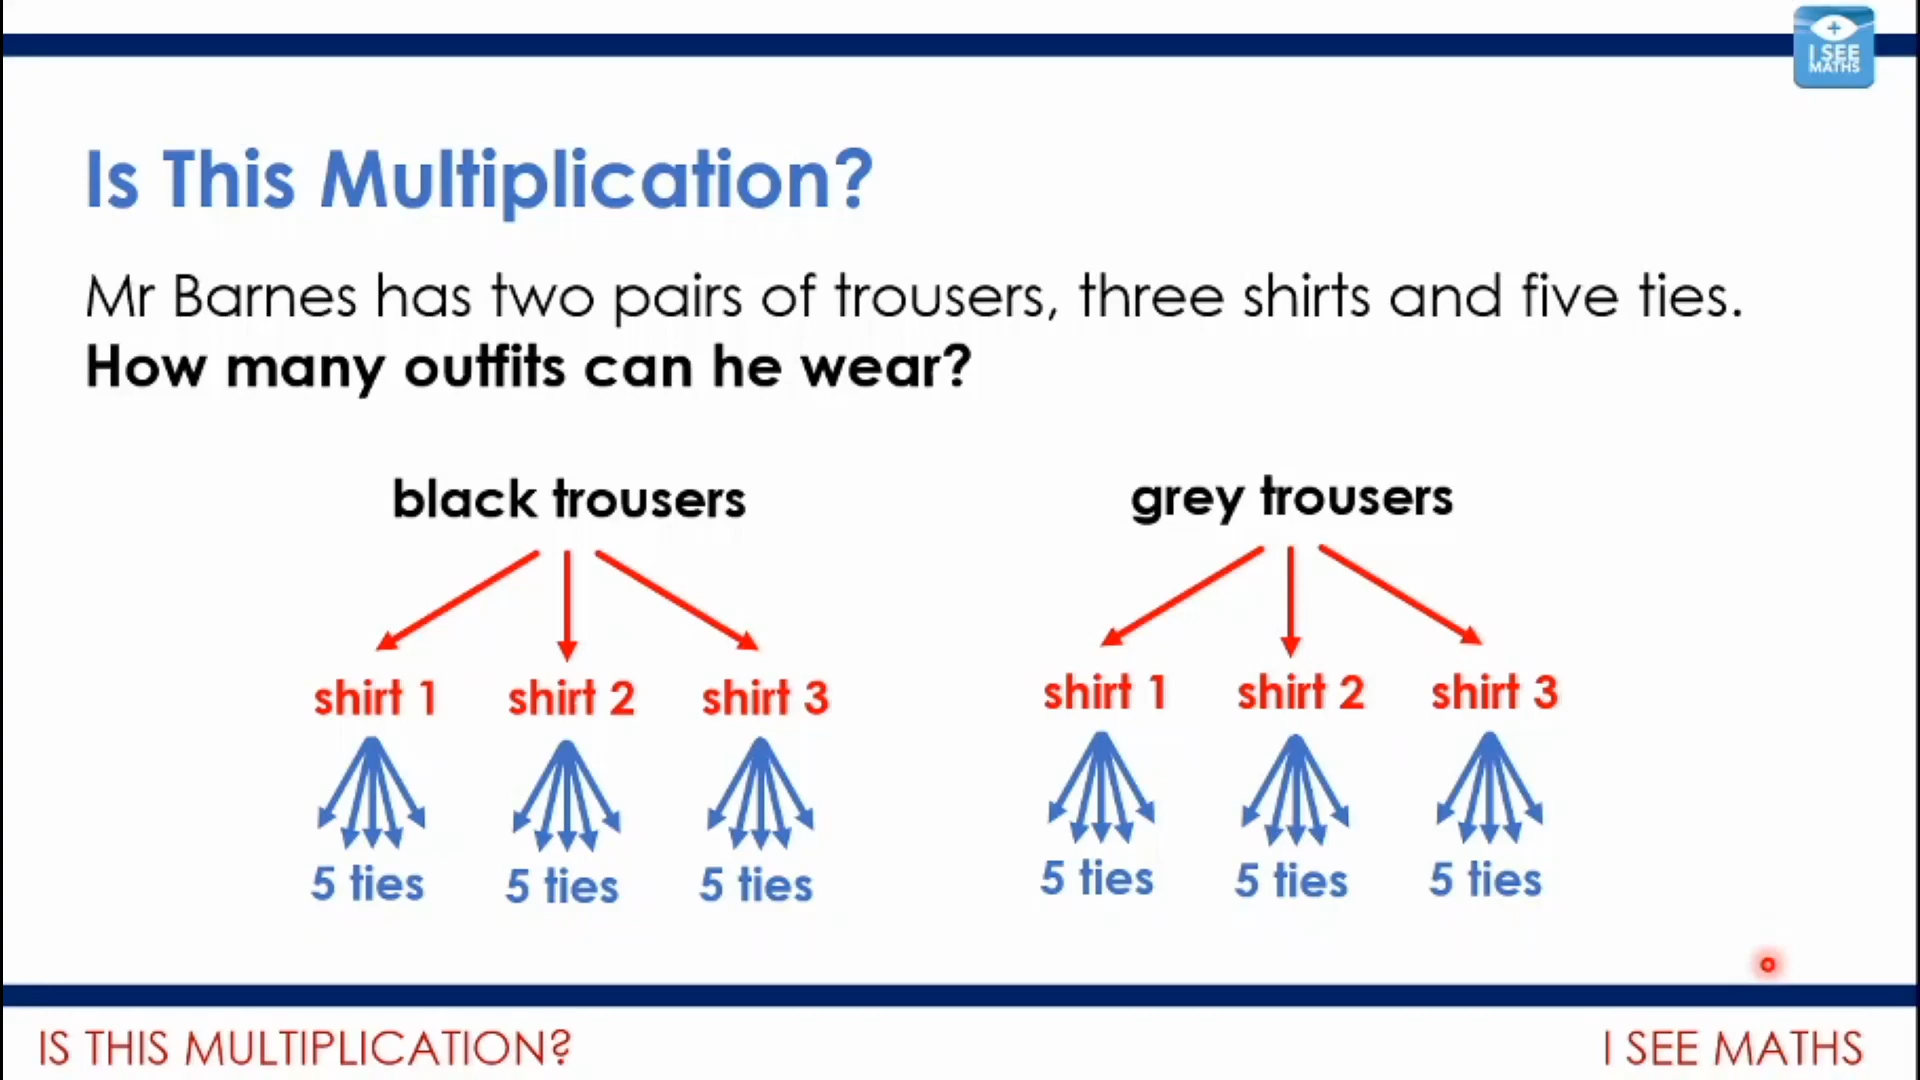 I SEE
MATHS
Is This Multiplication?
Mr Barnes has two pairs of trousers, three shirts and five ties.
How many outfits can he wear?
black trousers
grey trousers
shirt 1 shirt 2 shirt 3
shirt 1 shirt 2 shirt 3
5 ties 5 ties 5 ties
5 ties 5 ties 5 ties
IS THIS MULTIPLICATION?
I SEE MATHS